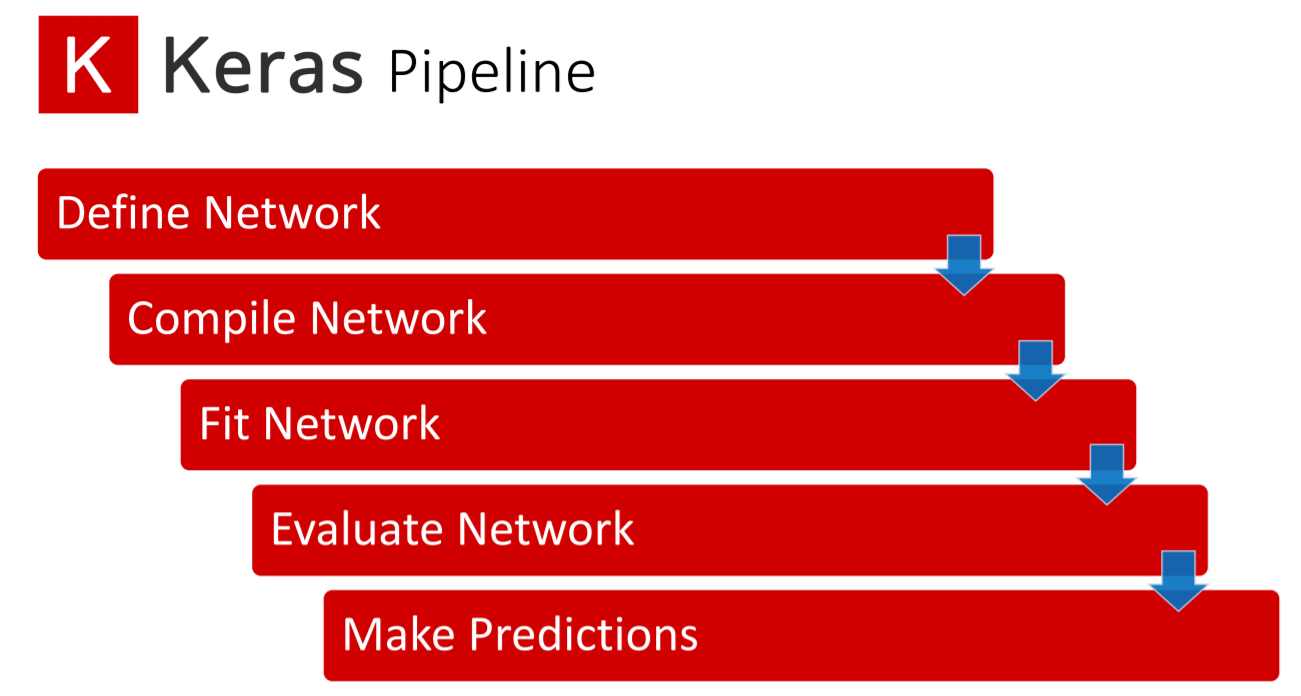 K Keras Pipeline
Define Network
Compile Network
Fit Network
Evaluate Network
Make Predictions